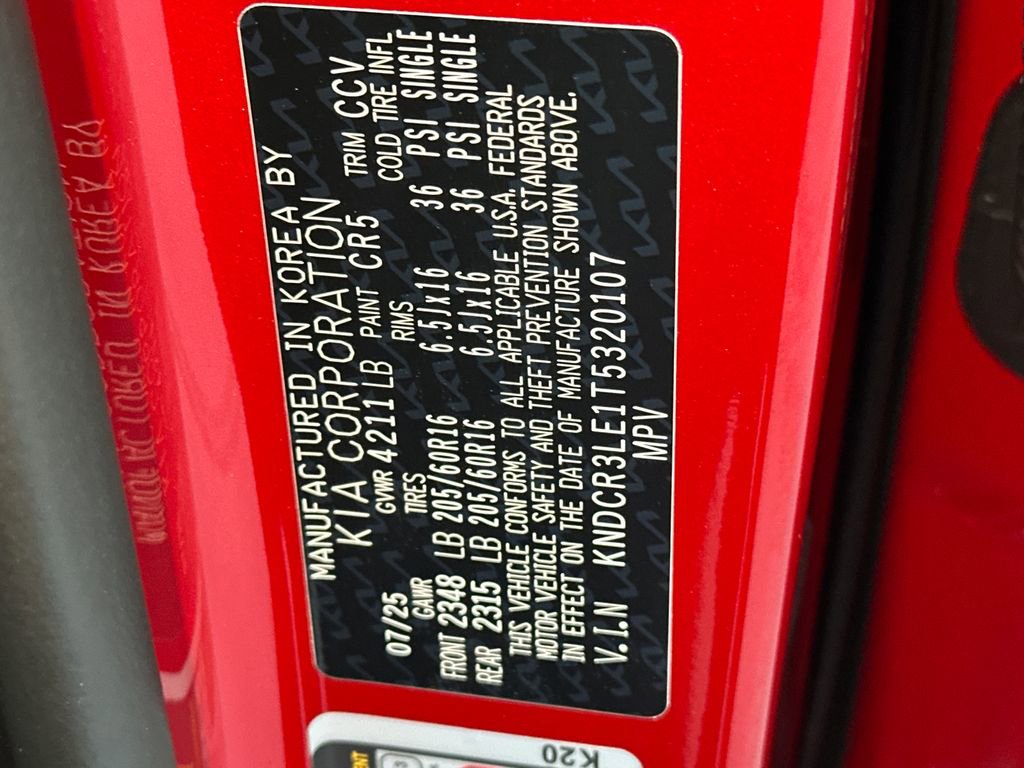 MANUFACTURED IN KOREA BY
KIA CORPORATION
07/25 GVWR 4211 LB PAINT CR5 TRIM CCV
GAWR TIRES RIMS COLD TIRE INFL
FRONT 2348 LB 205/60R16 6.5Jx16 36 PSI SINGLE
REAR 2315 LB 205/60R16 6.5Jx16 36 PSI SINGLE
THIS VEHICLE CONFORMS TO ALL APPLICABLE U.S.A. FEDERAL
MOTOR VEHICLE SAFETY AND THEFT PREVENTION STANDARDS
IN EFFECT ON THE DATE OF MANUFACTURE SHOWN ABOVE.
V.I.N KNDCR3LE1T5320107
MPV
K20